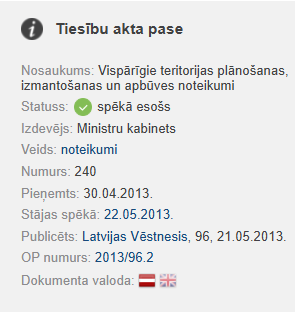 Tiesību akta pase
Nosaukums: Vispārīgie teritorijas plānošanas,
izmantošanas un apbūves noteikumi
Statuss: spēkā esošs
Izdevējs: Ministru kabinets
Veids: noteikumi
Numurs: 240
Pieņemts: 30.04.2013.
Stājas spēkā: 22.05.2013.
Publicēts: Latvijas Vēstnesis, 96, 21.05.2013.
OP numurs: 2013/96.2
Dokumenta valoda: